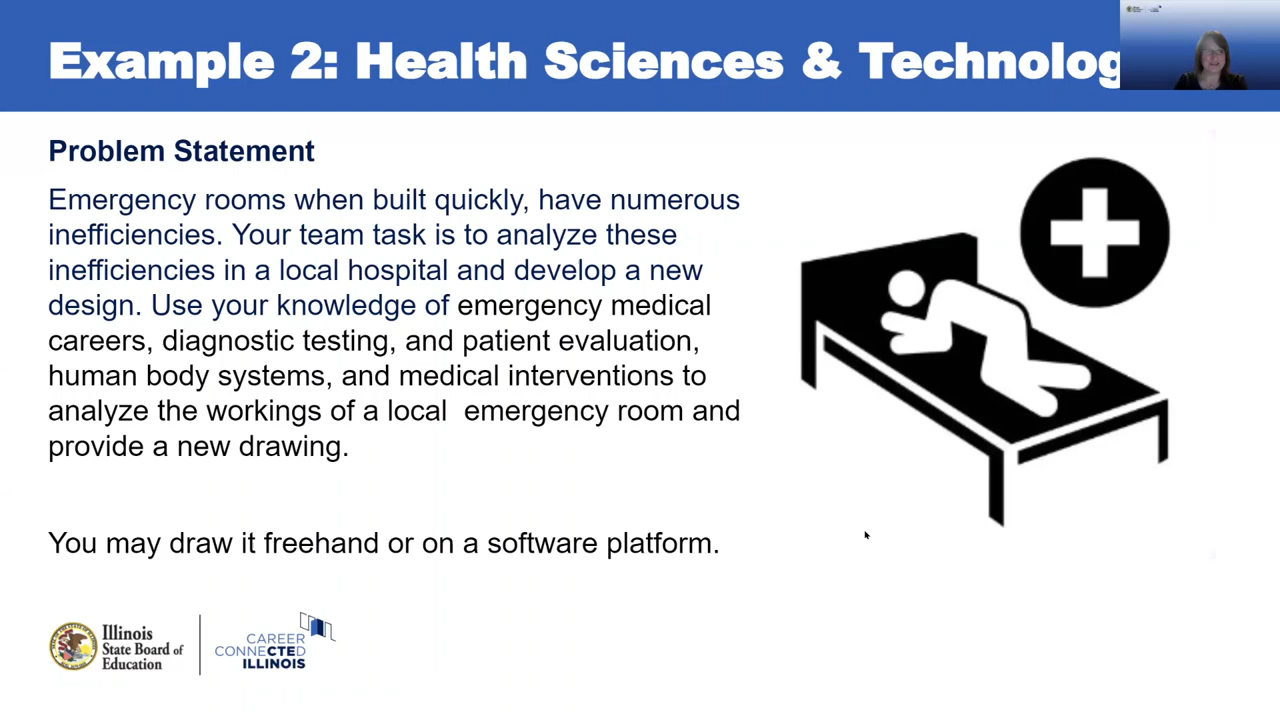 Example 2: Health Sciences & Technolog
Problem Statement
Emergency rooms when built quickly, have numerous
inefficiencies. Your team task is to analyze these
inefficiencies in a local hospital and develop a new
design. Use your knowledge of emergency medical
careers, diagnostic testing, and patient evaluation,
human body systems, and medical interventions to
analyze the workings of a local  emergency room and
provide a new drawing.
You may draw it freehand or on a software platform.
Illinois
State Board of
Education
CAREER
CONNECTED
ILLINOIS